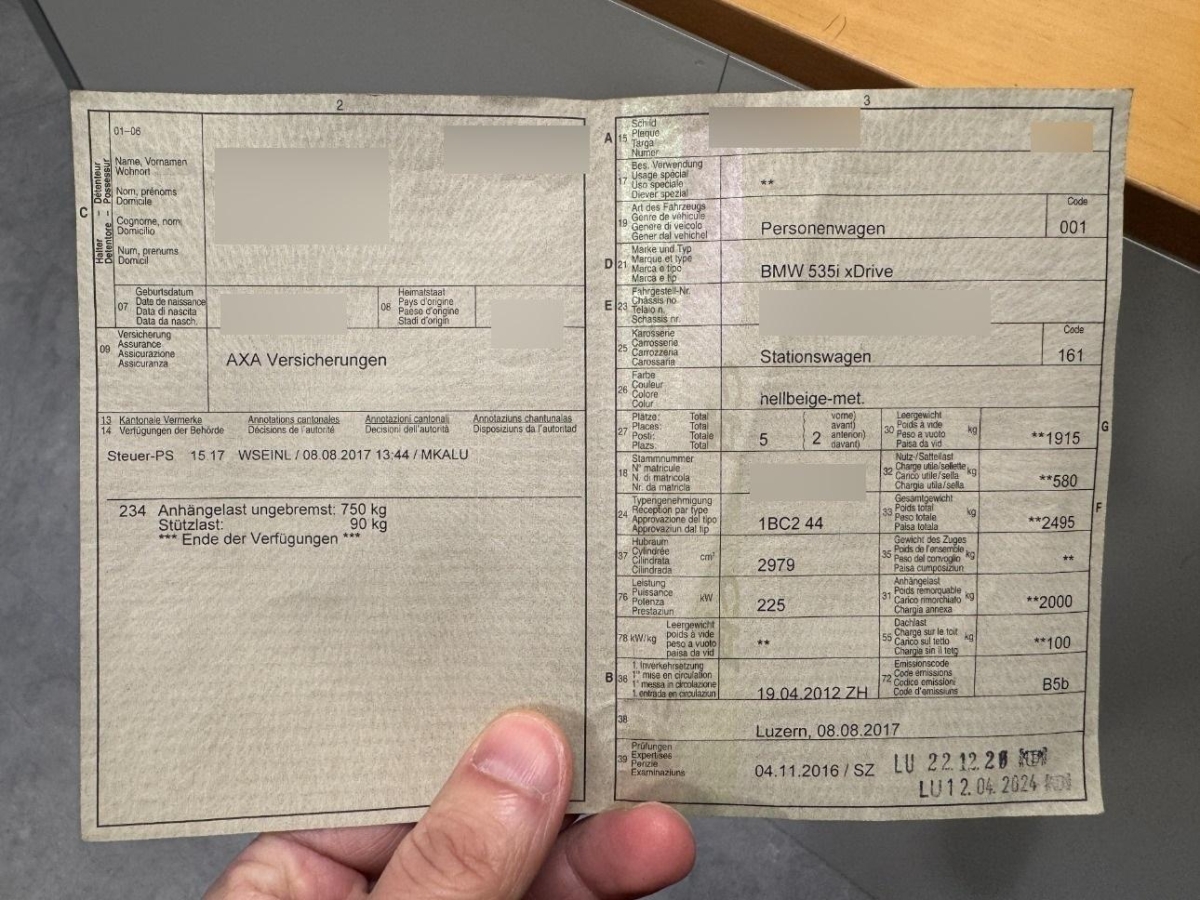 2
01-06
Halter – Détenteur
Detentore – Possessur
C
Name, Vornamen
Wohnort
Nom, prénoms
Domicile
Cognome, nomi
Domicilio
Num, prenums
Domicil
07
Geburtsdatum
Date de naissance
Data di nascita
Data da nasch.
08
Heimatstaat
Pays d'origine
Paese d'origine
Stadi d'origin
09
Versicherung
Assurance
Assicurazione
Assicuranza
AXA Versicherungen
13 Kantonale Vermerke Annotations cantonales Annotazioni cantonali Annotaziuns chantunalas
14 Verfügungen der Behörde Décisions de l'autorité Decisioni dell'autorità Disposiziuns da l'autoritad
Steuer-PS 15 17 WSEINL / 08.08.2017 13:44 / MKALU
234 Anhängelast ungebremst: 750 kg
Stützlast: 90 kg
*** Ende der Verfügungen ***
3
A 15
Schild
Plaque
Targa
Numer
17
Bes. Verwendung
Usage spécial
Uso speciale
Diever spezial
**
19
Art des Fahrzeugs
Genre de véhicule
Genere di veicolo
Gener dal vehichel
Personenwagen
Code
001
D 21
Marke und Typ
Marque et type
Marca e tipo
Marca e tip
BMW 535i xDrive
E 23
Fahrgestell-Nr.
Châssis no
Telaio n.
Schassis nr.
25
Karosserie
Carrosserie
Carrozzeria
Carossaria
Stationswagen
Code
161
26
Farbe
Couleur
Colore
Colur
hellbeige-met.
27
Plätze: Total
Places: Total
Posti: Totale
Plazs: Total
5
vorne)
avant)
anteriori)
davant)
( 2
30
Leergewicht
Poids à vide
Peso a vuoto
Paisa da vid
kg
**1915
G
18
Stammnummer
N° matricule
N. di matricola
Nr. da matricla
32
Nutz-/Sattellast
Charge utile/sellette
Carico utile/sella
Chargia utila/sella
kg
**580
24
Typengenehmigung
Réception par type
Approvazione del tipo
Approvaziun dal tip
1BC2 44
33
Gesamtgewicht
Poids total
Peso totale
Paisa totala
kg
**2495
F
37
Hubraum
Cylindrée
Cilindrata
Cilindrada
cm³
2979
35
Gewicht des Zuges
Poids de l'ensemble
Peso del convoglio
Paisa cumposiziun
kg
**
76
Leistung
Puissance
Potenza
Prestaziun
kW
225
31
Anhängelast
Poids remorquable
Carico rimorchiato
Chargia annexa
kg
**2000
78 kW/kg
Leergewicht
poids à vide
peso a vuoto
paisa da vid
**
55
Dachlast
Charge sur le toit
Carico sul tetto
Chargia sin il tetg
kg
**100
B 36
1. Inverkehrsetzung
1re mise en circulation
1a messa in circolazione
1. entrada en circulaziun
19.04.2012 ZH
72
Emissionscode
Code émissions
Codice emissioni
Code d'emissiuns
B5b
38
Luzern, 08.08.2017
39
Prüfungen
Expertises
Perizie
Examinaziuns
04.11.2016 / SZ
LU 22.12.20
LU 12.04.2024